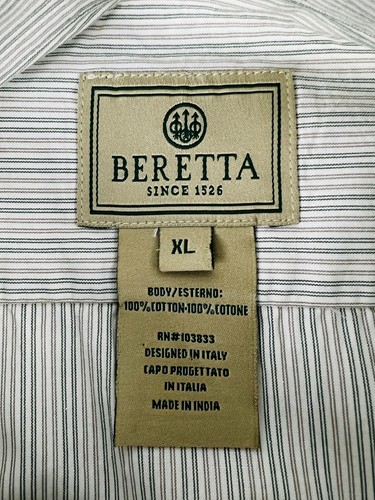 BERETTA
SINCE 1526
XL
BODY/ESTERNO:
100%COTTON-100%COTONE
RN#103833
DESIGNED IN ITALY
CAPO PROGETTATO
IN ITALIA
MADE IN INDIA